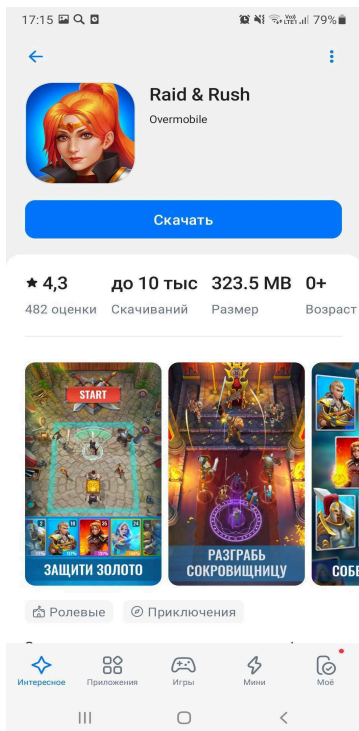 17:15
79%
Raid & Rush
Overmobile
Скачать
4,3 до 10 тыс 323.5 MB 0+
482 оценки Скачиваний Размер Возраст
START
ЗАЩИТИ ЗОЛОТО
РАЗГРАБЬ
СОКРОВИЩНИЦУ
СОБЕ
Ролевые Приключения
Интересное Приложения Игры Мини Моё